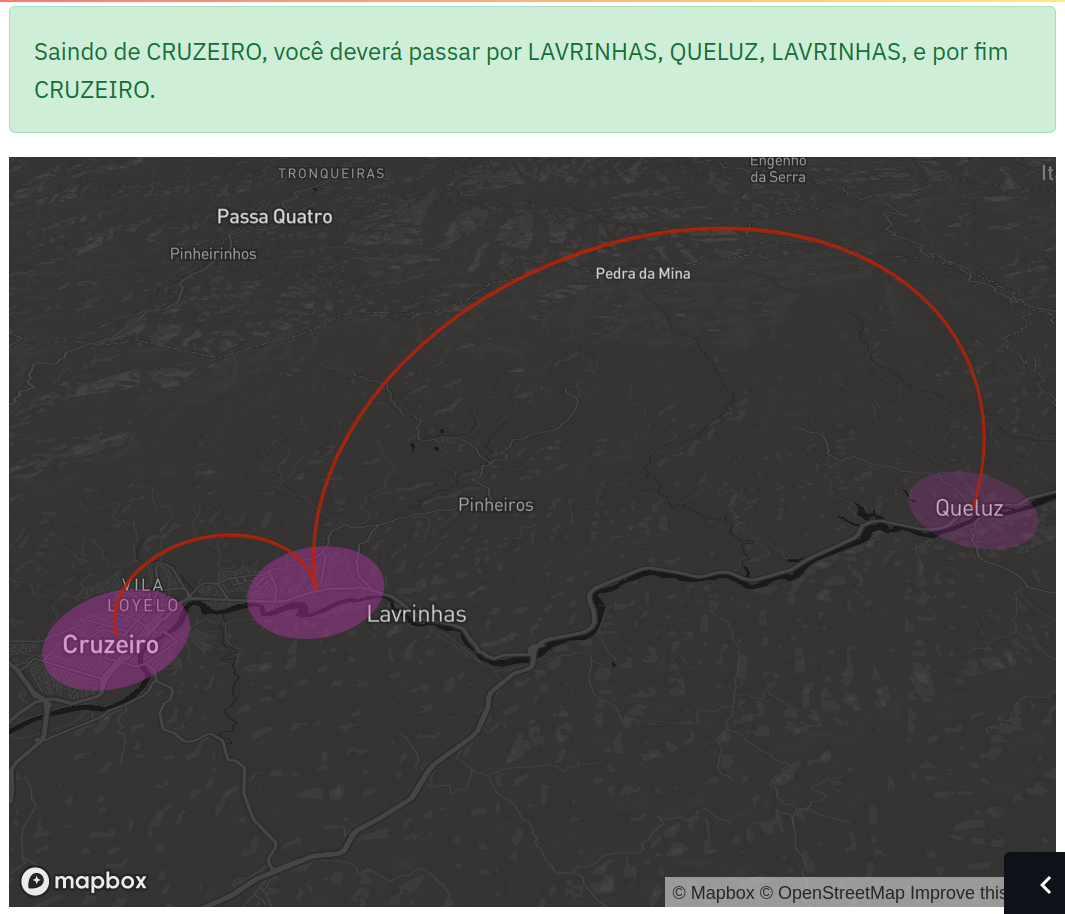 Saindo de CRUZEIRO, você deverá passar por LAVRINHAS, QUELUZ, LAVRINHAS, e por fim
CRUZEIRO.
Engenho
da Serra
TRONQUEIRAS
It
Passa Quatro
Pinheirinhos
Pedra da Mina
Pinheiros
Queluz
VILA
LOYELO
Lavrinhas
Cruzeiro
mapbox
© Mapbox © OpenStreetMap Improve this